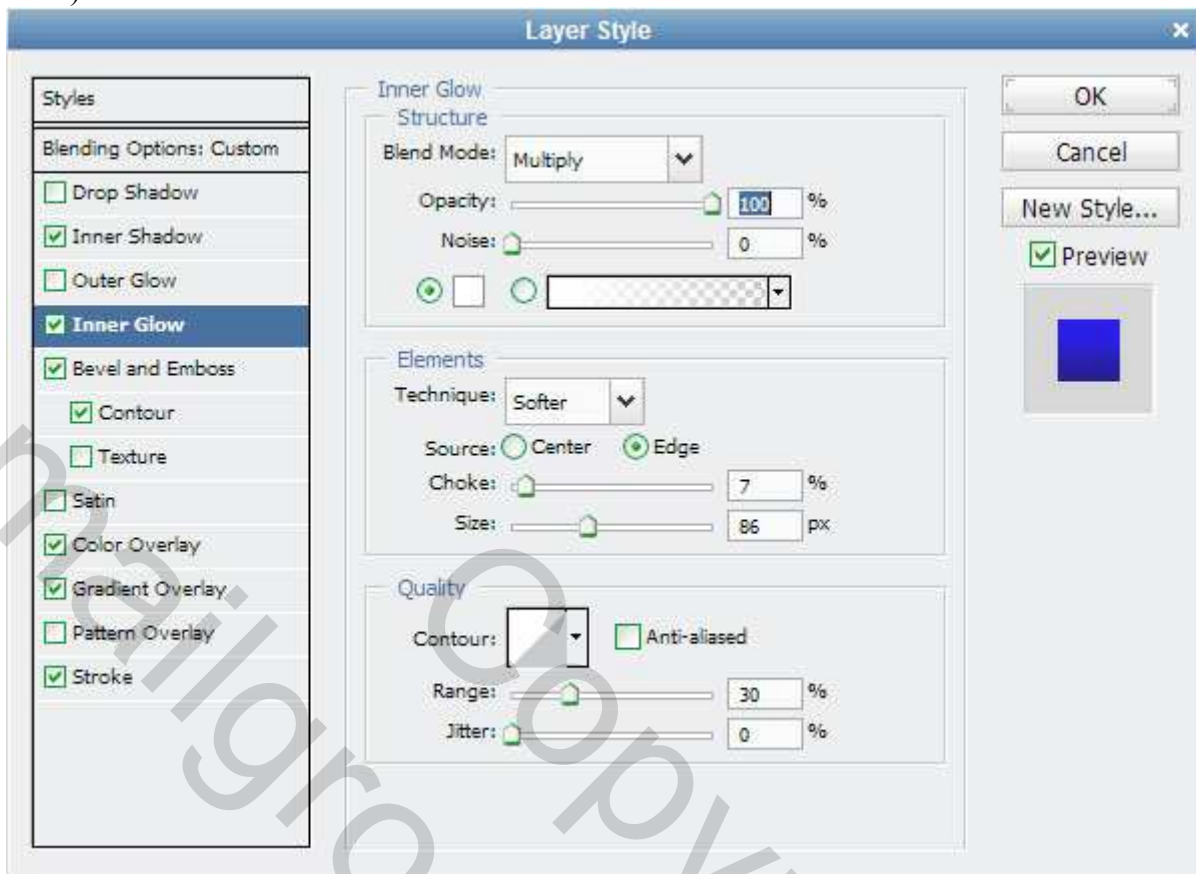 )
Layer Style
Styles
Blending Options: Custom
Drop Shadow
Inner Shadow
Outer Glow
Inner Glow
Bevel and Emboss
Contour
Texture
Satin
Color Overlay
Gradient Overlay
Pattern Overlay
Stroke
Inner Glow
Structure
Blend Mode: Multiply
Opacity: 100 %
Noise: 0 %
Elements
Technique: Softer
Source: Center Edge
Choke: 7 %
Size: 86 px
Quality
Contour: Anti-aliased
Range: 30 %
Jitter: 0 %
OK
Cancel
New Style...
Preview